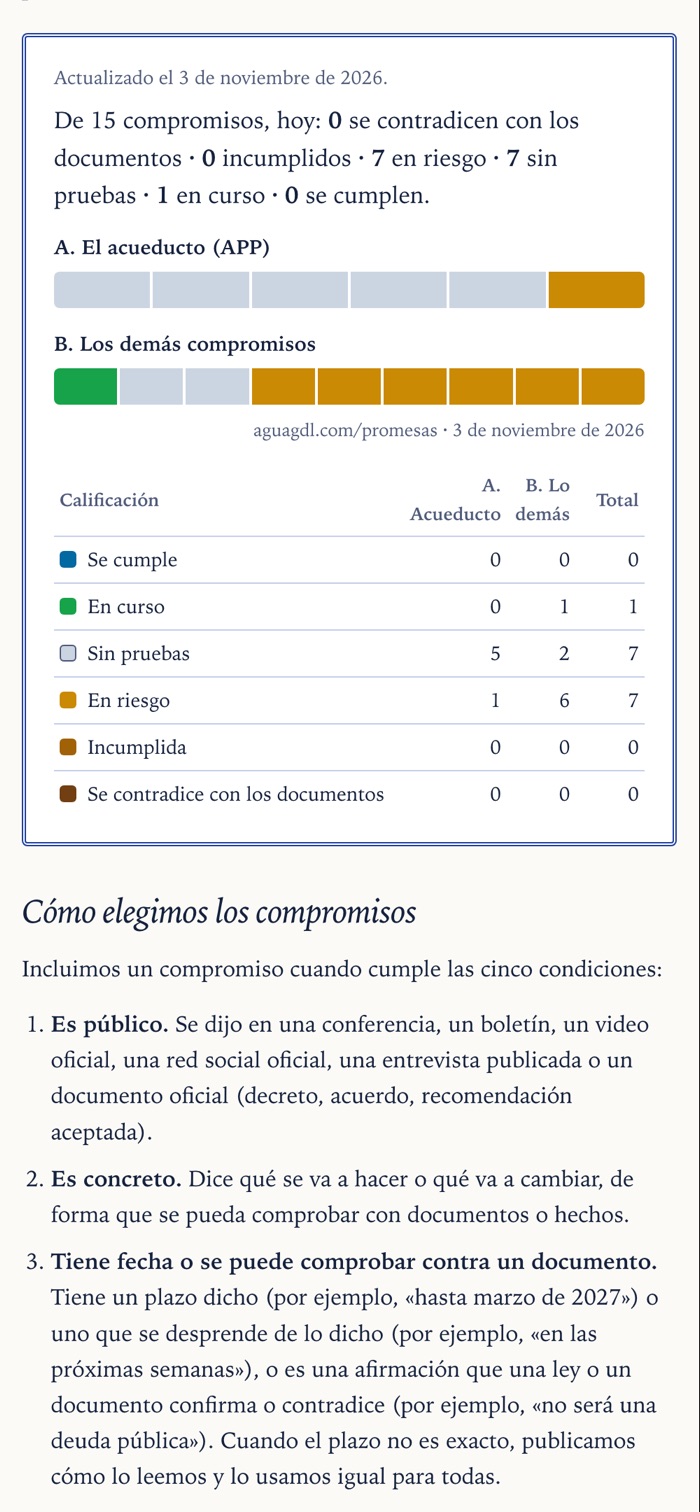 Actualizado el 3 de noviembre de 2026.
De 15 compromisos, hoy: 0 se contradicen con los
documentos · 0 incumplidos · 7 en riesgo · 7 sin
pruebas · 1 en curso · 0 se cumplen.
A. El acueducto (APP)
B. Los demás compromisos
aguagdl.com/promesas · 3 de noviembre de 2026
Calificación A. Acueducto B. Lo demás Total
Se cumple 0 0 0
En curso 0 1 1
Sin pruebas 5 2 7
En riesgo 1 6 7
Incumplida 0 0 0
Se contradice con los documentos 0 0 0
Cómo elegimos los compromisos
Incluimos un compromiso cuando cumple las cinco condiciones:
1. Es público. Se dijo en una conferencia, un boletín, un video
oficial, una red social oficial, una entrevista publicada o un
documento oficial (decreto, acuerdo, recomendación
aceptada).
2. Es concreto. Dice qué se va a hacer o qué va a cambiar, de
forma que se pueda comprobar con documentos o hechos.
3. Tiene fecha o se puede comprobar contra un documento.
Tiene un plazo dicho (por ejemplo, «hasta marzo de 2027») o
uno que se desprende de lo dicho (por ejemplo, «en las
próximas semanas»), o es una afirmación que una ley o un
documento confirma o contradice (por ejemplo, «no será una
deuda pública»). Cuando el plazo no es exacto, publicamos
cómo lo leemos y lo usamos igual para todas.